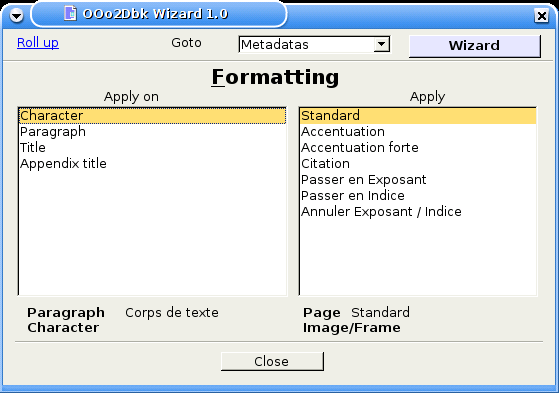 OOo2Dbk Wizard 1.0
Roll up Goto Metadatas Wizard
Formatting
Apply on Apply
Character Standard
Paragraph Accentuation
Title Accentuation forte
Appendix title Citation
Passer en Exposant
Passer en Indice
Annuler Exposant / Indice
Paragraph Corps de texte Page Standard
Character Image/Frame
Close